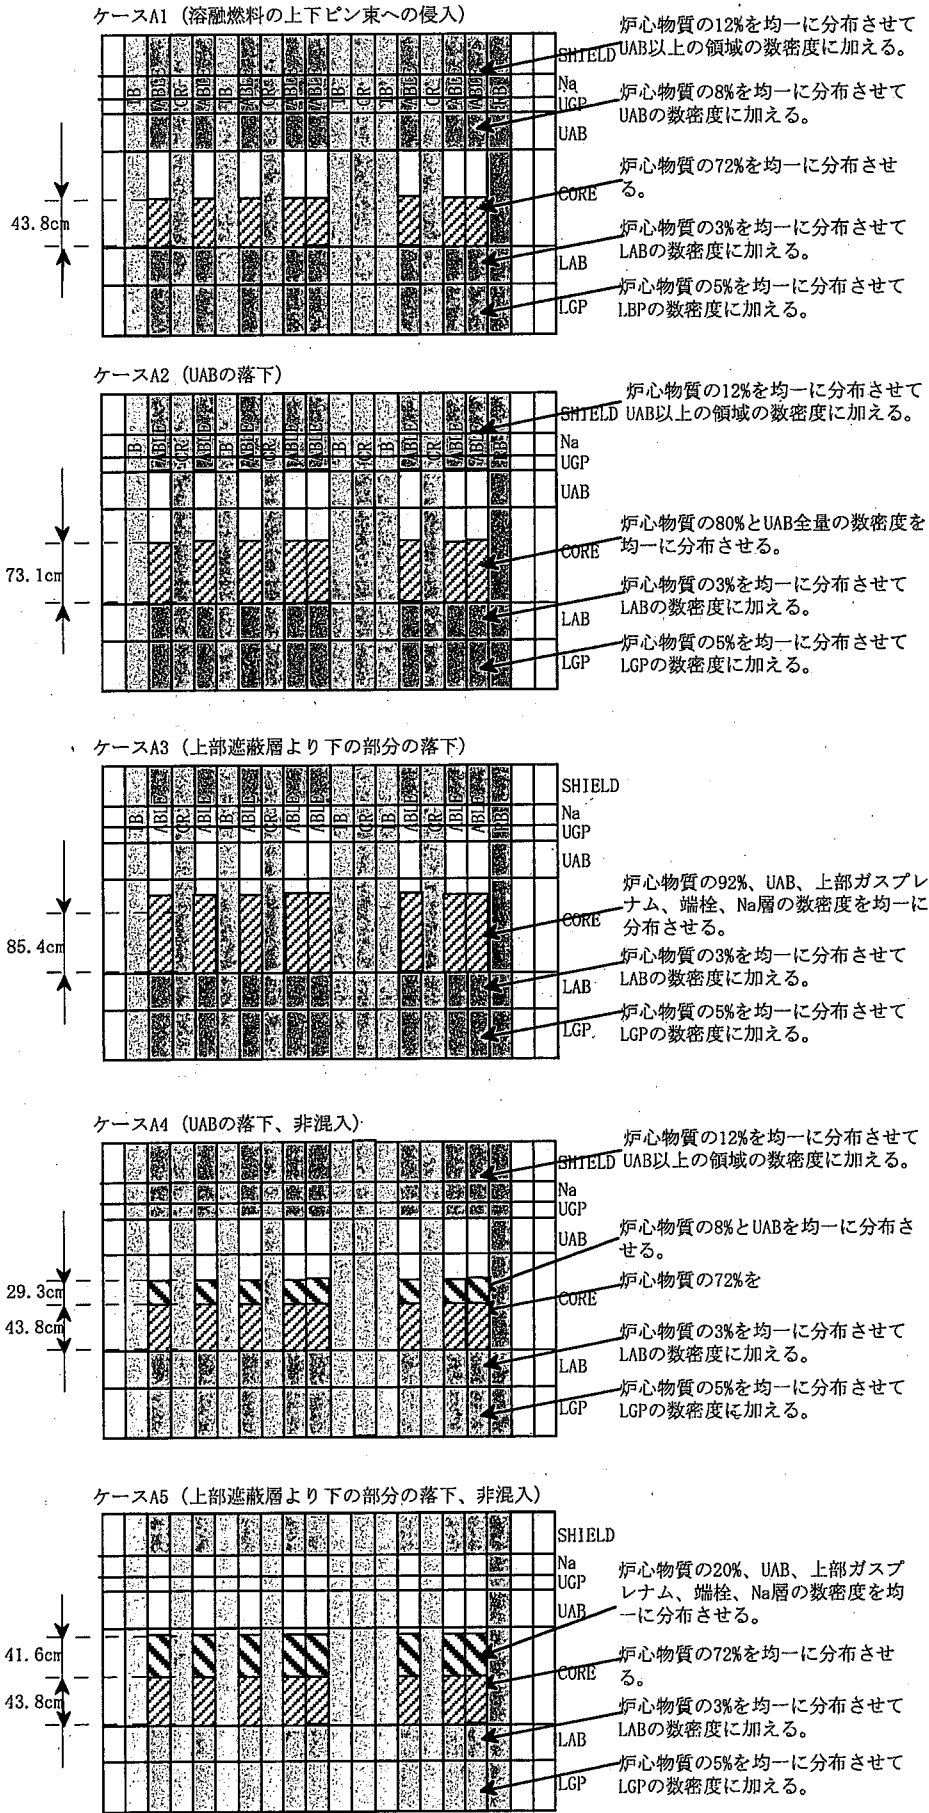 ケースA1 (溶融燃料の上下ピン束への侵入)
炉心物質の12%を均一に分布させて
UAB以上の領域の数密度に加える。
SHIELD
Na
UGP
UAB
炉心物質の8%を均一に分布させて
UABの数密度に加える。
炉心物質の72%を均一に分布させ
る。
CORE
43.8cm
炉心物質の3%を均一に分布させて
LABの数密度に加える。
LAB
炉心物質の5%を均一に分布させて
LBPの数密度に加える。
LGP
ケースA2 (UABの落下)
炉心物質の12%を均一に分布させて
UAB以上の領域の数密度に加える。
SHIELD
Na
UGP
UAB
炉心物質の80%とUAB全量の数密度を
均一に分布させる。
CORE
73.1cm
炉心物質の3%を均一に分布させて
LABの数密度に加える。
LAB
炉心物質の5%を均一に分布させて
LGPの数密度に加える。
LGP
ケースA3 (上部遮蔽層より下の部分の落下)
SHIELD
Na
UGP
UAB
炉心物質の92%、UAB、上部ガスプレ
ナム、端栓、Na層の数密度を均一に
分布させる。
CORE
85.4cm
炉心物質の3%を均一に分布させて
LABの数密度に加える。
LAB
炉心物質の5%を均一に分布させて
LGPの数密度に加える。
LGP.
ケースA4 (UABの落下、非混入)
炉心物質の12%を均一に分布させて
UAB以上の領域の数密度に加える。
SHIELD
Na
UGP
UAB
炉心物質の8%とUABを均一に分布さ
せる。
29.3cm
炉心物質の72%を
CORE
43.8cm
炉心物質の3%を均一に分布させて
LABの数密度に加える。
LAB
炉心物質の5%を均一に分布させて
LGPの数密度に加える。
LGP
ケースA5 (上部遮蔽層より下の部分の落下、非混入)
SHIELD
Na
UGP
UAB
炉心物質の20%、UAB、上部ガスプ
レナム、端栓、Na層の数密度を均
一に分布させる。
41.6cm
炉心物質の72%を均一に分布させ
る。
CORE
43.8cm
炉心物質の3%を均一に分布させて
LABの数密度に加える。
LAB
炉心物質の5%を均一に分布させて
LGPの数密度に加える。
LGP